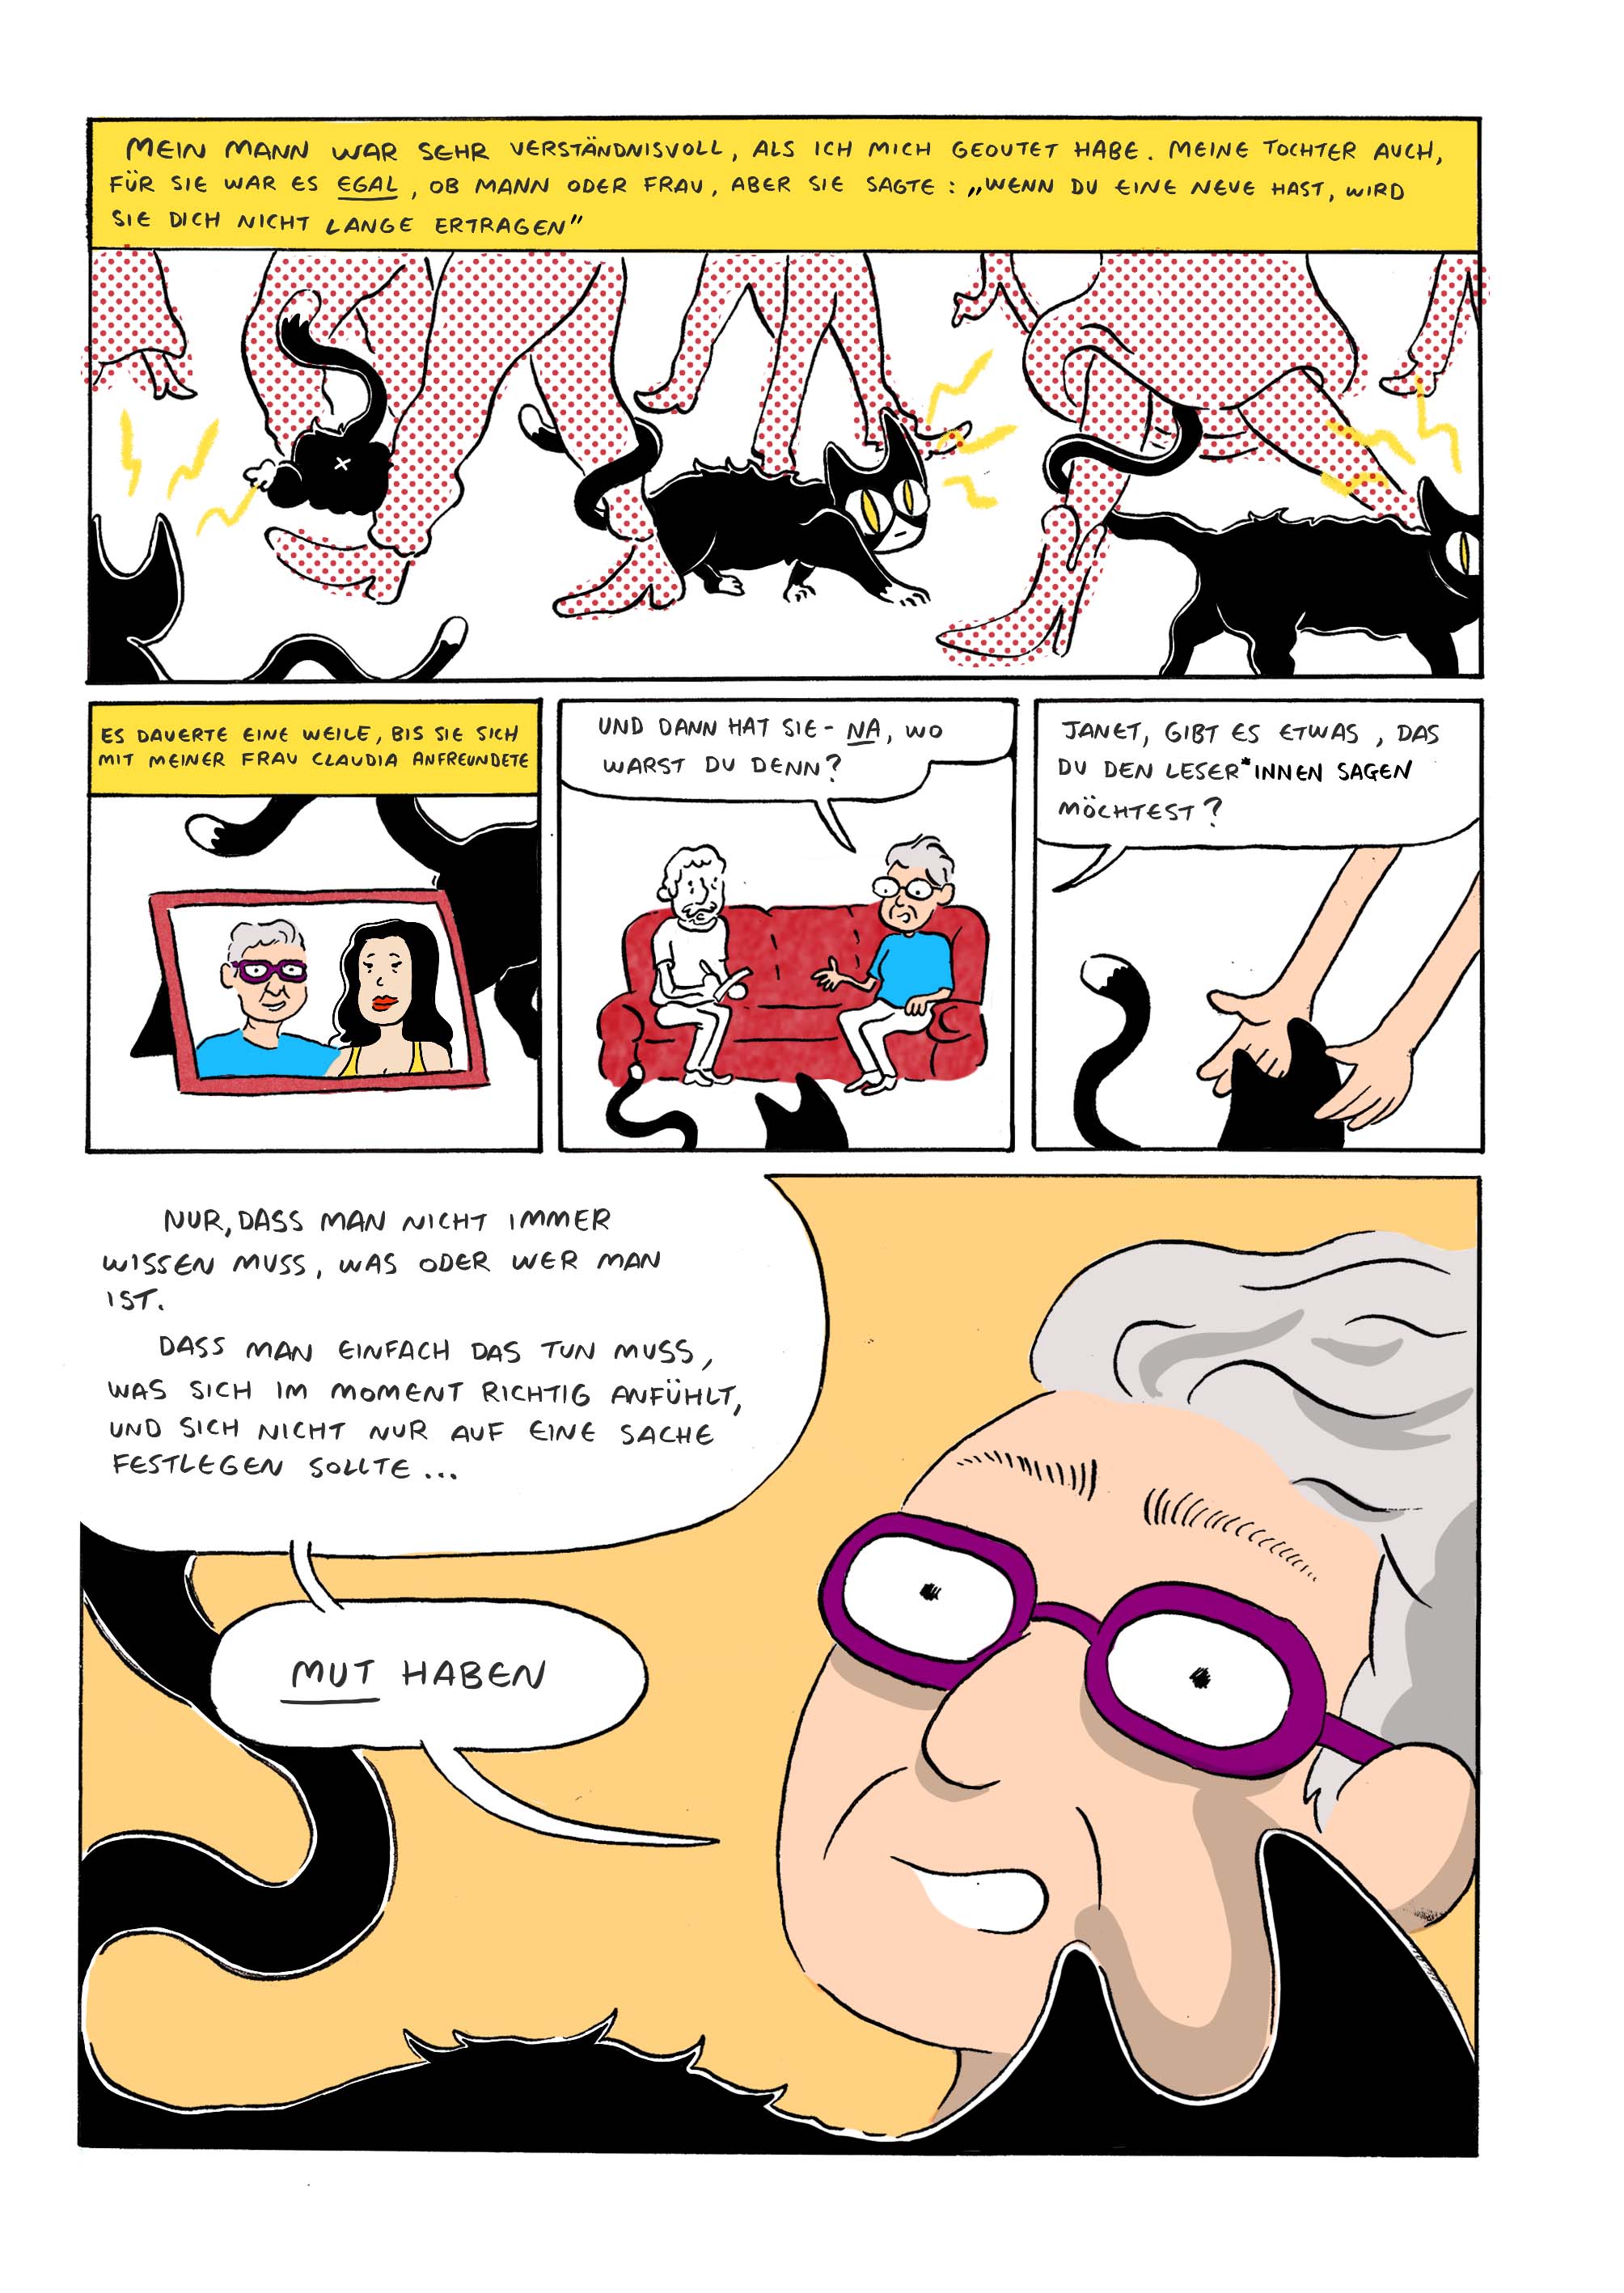 MEIN MANN WAR SEHR VERSTÄNDNISVOLL, ALS ICH MICH GEOUTET HABE. MEINE TOCHTER AUCH,
FÜR SIE WAR ES EGAL, OB MANN ODER FRAU, ABER SIE SAGTE: „WENN DU EINE NEUE HAST, WIRD
SIE DICH NICHT LANGE ERTRAGEN"
ES DAUERTE EINE WEILE, BIS SIE SICH
MIT MEINER FRAU CLAUDIA ANFREUNDETE
UND DANN HAT SIE- NA, WO
WARST DU DENN?
JANET, GIBT ES ETWAS, DAS
DU DEN LESER*INNEN SAGEN
MÖCHTEST?
NUR, DASS MAN NICHT IMMER
WISSEN MUSS, WAS ODER WER MAN
IST.
DASS MAN EINFACH DAS TUN MUSS,
WAS SICH IM MOMENT RICHTIG ANFÜHLT,
UND SICH NICHT NUR AUF EINE SACHE
FESTLEGEN SOLLTE...
MUT HABEN